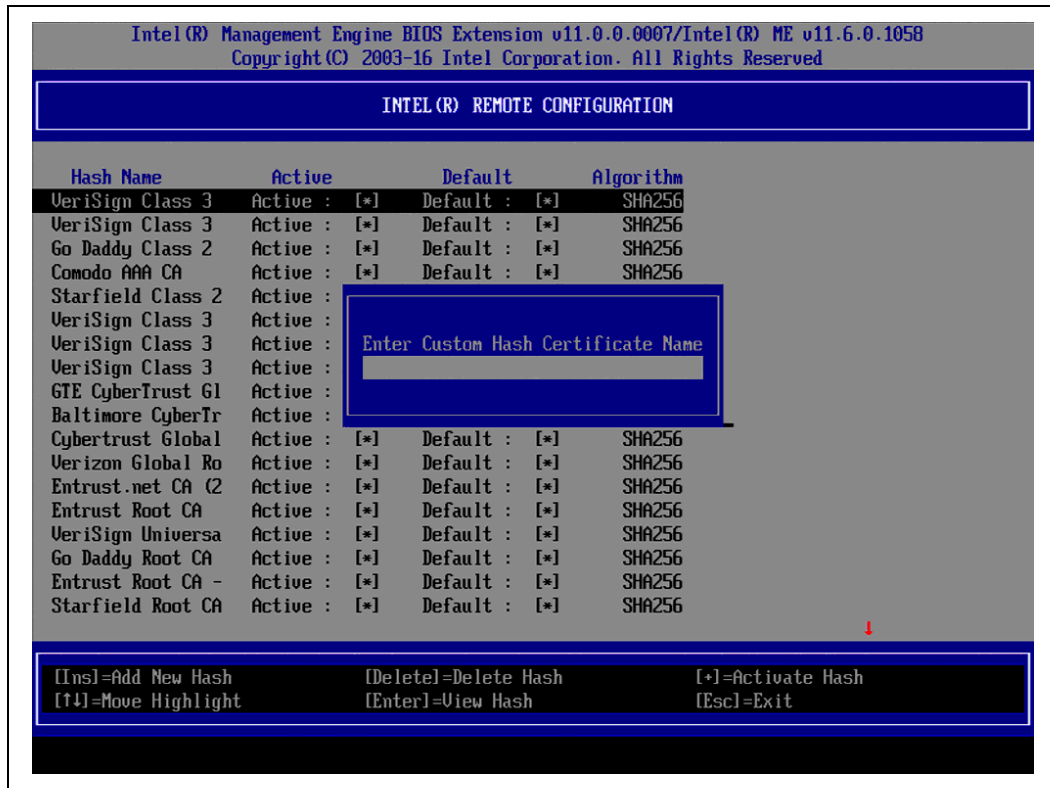 Intel(R) Management Engine BIOS Extension v11.0.0.0007/Intel(R) ME v11.6.0.1058
Copyright(C) 2003-16 Intel Corporation. All Rights Reserved
INTEL(R) REMOTE CONFIGURATION
Hash Name Active Default Algorithm
VeriSign Class 3 Active : [*] Default : [*] SHA256
VeriSign Class 3 Active : [*] Default : [*] SHA256
Go Daddy Class 2 Active : [*] Default : [*] SHA256
Comodo AAA CA Active : [*] Default : [*] SHA256
Starfield Class 2 Active :
VeriSign Class 3 Active :
VeriSign Class 3 Active :
Enter Custom Hash Certificate Name
VeriSign Class 3 Active :
GTE CyberTrust Gl Active :
Baltimore CyberTr Active :
Cybertrust Global Active : [*] Default : [*] SHA256
Verizon Global Ro Active : [*] Default : [*] SHA256
Entrust.net CA (2 Active : [*] Default : [*] SHA256
Entrust Root CA Active : [*] Default : [*] SHA256
VeriSign Universa Active : [*] Default : [*] SHA256
Go Daddy Root CA Active : [*] Default : [*] SHA256
Entrust Root CA - Active : [*] Default : [*] SHA256
Starfield Root CA Active : [*] Default : [*] SHA256
↓
[Ins]=Add New Hash [Delete]=Delete Hash [+]=Activate Hash
[↑↓]=Move Highlight [Enter]=View Hash [Esc]=Exit